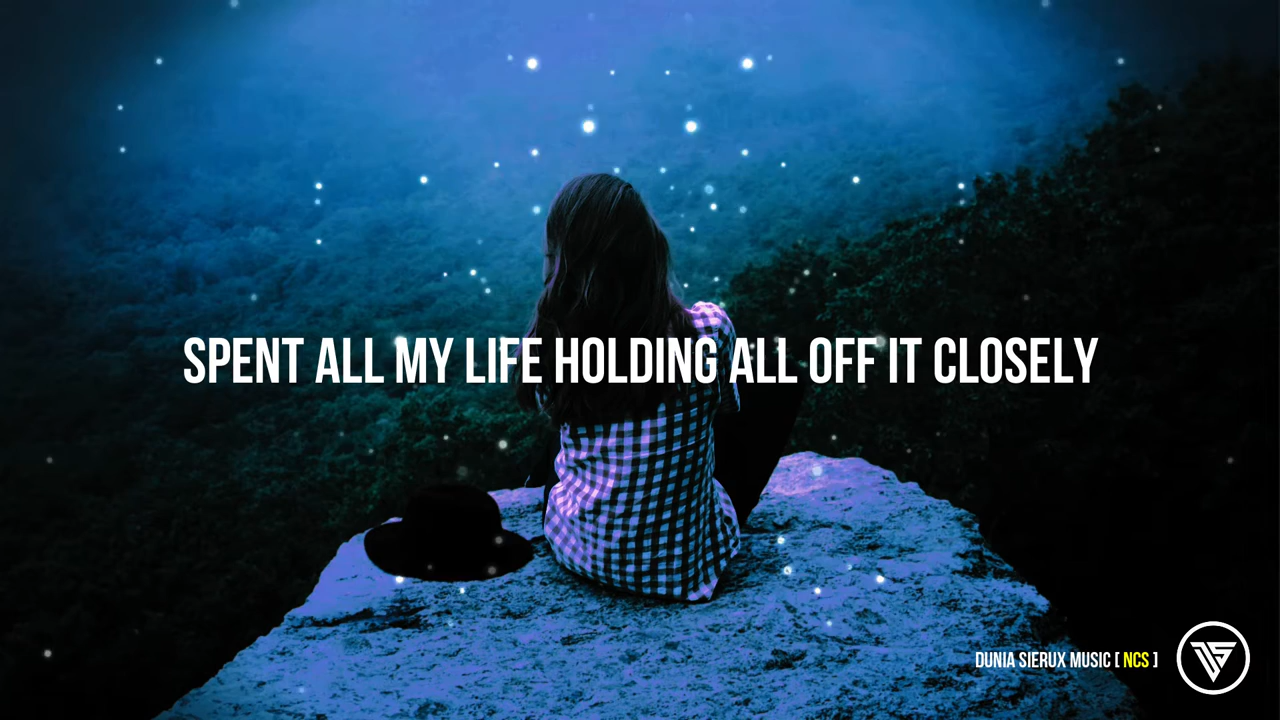 SPENT ALL MY LIFE HOLDING ALL OFF IT CLOSELY
DUNIA SIERUX MUSIC [ NCS ]